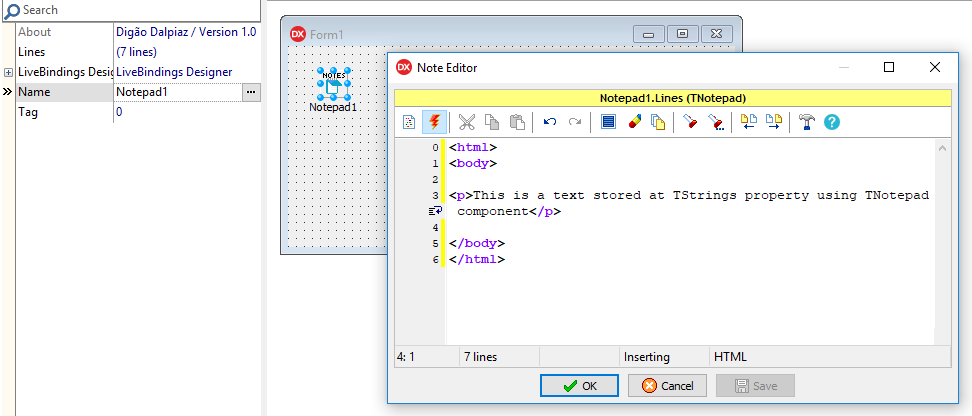 Search
About Digão Dalpiaz / Version 1.0
Lines (7 lines)
LiveBindings Desig LiveBindings Designer
Name Notepad1 ...
Tag 0
DX Form1
NOTES
Notepad1
DX Note Editor
Notepad1.Lines (TNotepad)
0 <html>
1 <body>
2
3 <p>This is a text stored at TStrings property using TNotepad
component</p>
4
5 </body>
6 </html>
4: 1 7 lines Inserting HTML
OK Cancel Save